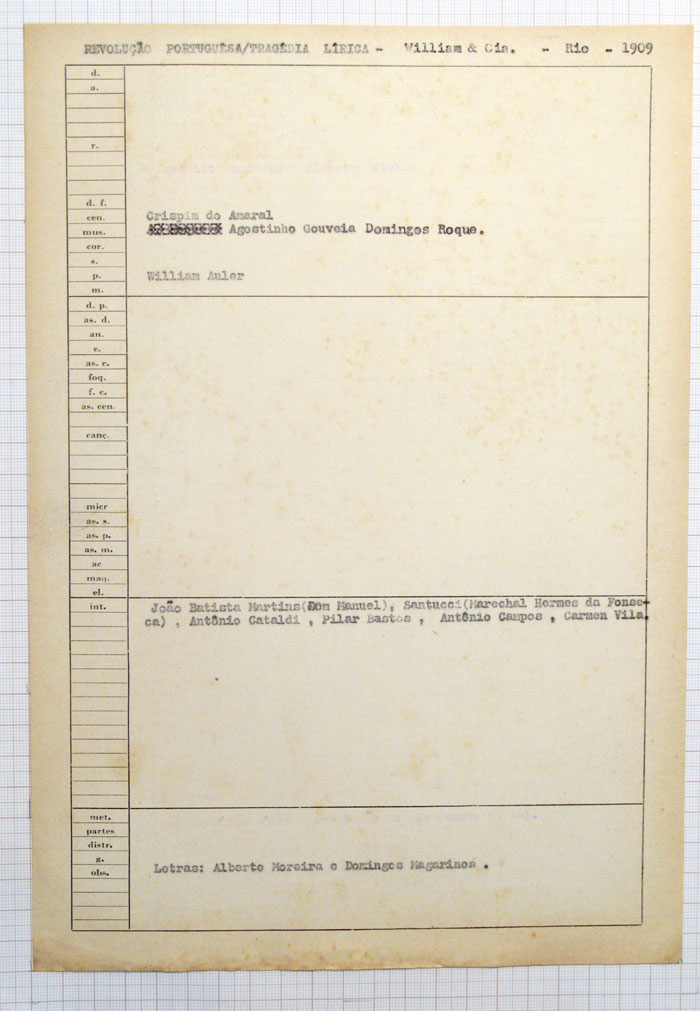 REVOLUÇÃO PORTUGUÊSA/TRAGÉDIA LÍRICA - William & Cia. - Rio - 1909
d.
a.
r.
d. f.
cen. Crispim do Amaral
mus. Agostinho Gouveia Domingos Roque.
cor.
s.
p. William Auler
m.
d. p.
as. d.
an.
c.
as. c.
foq.
f. c.
as. cen.
canç.
micr
as. s.
as. p.
as. m.
ac
maq.
el.
int. João Batista Martins(Dom Manuel), Santucci(Marechal Hermes da Fonse-
ca) , Antônio Cataldi , Pilar Bastos , Antônio Campos , Carmen Vila.
met.
partes
distr.
g.
obs. Letras: Alberto Moreira e Domingos Magarinos .